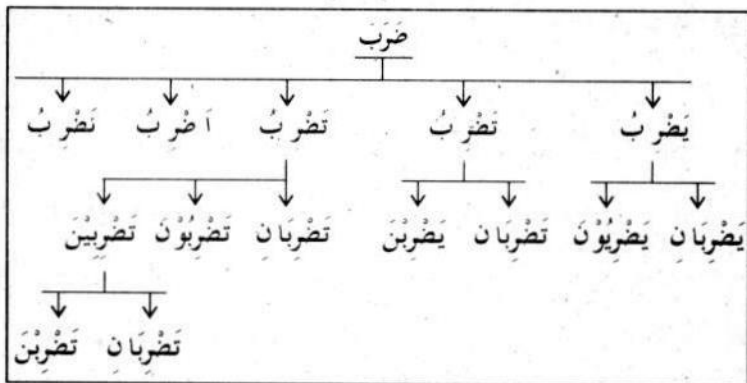 ضَرَبَ
يَضْرِبُ تَضْرِبُ تَضْرِبُ اَضْرِبُ نَضْرِبُ
يَضْرِبَانِ يَضْرِيُوْنَ تَضْرِبَانِ يَضْرِبْنَ تَضْرِبَانِ تَضْرِبُوْنَ تَضْرِبِيْنَ
تَضْرِبَانِ تَضْرِبْنَ